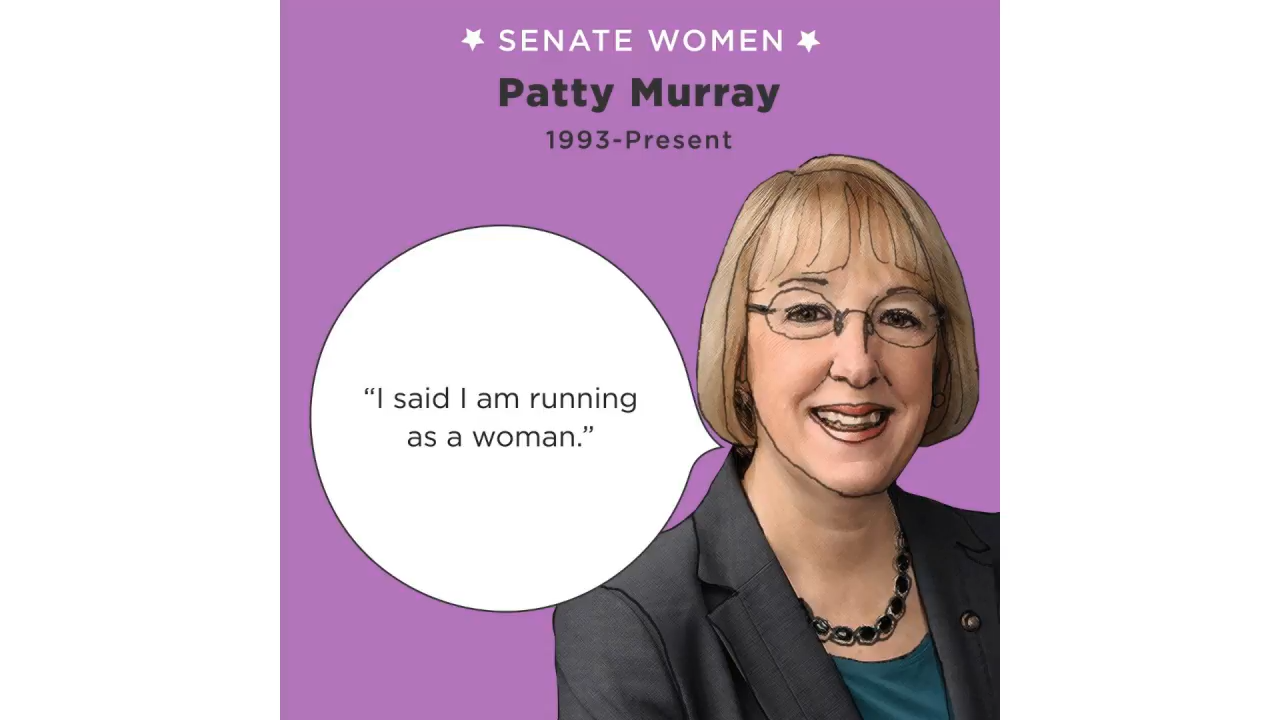 SENATE WOMEN
Patty Murray
1993-Present
“I said I am running
as a woman.”